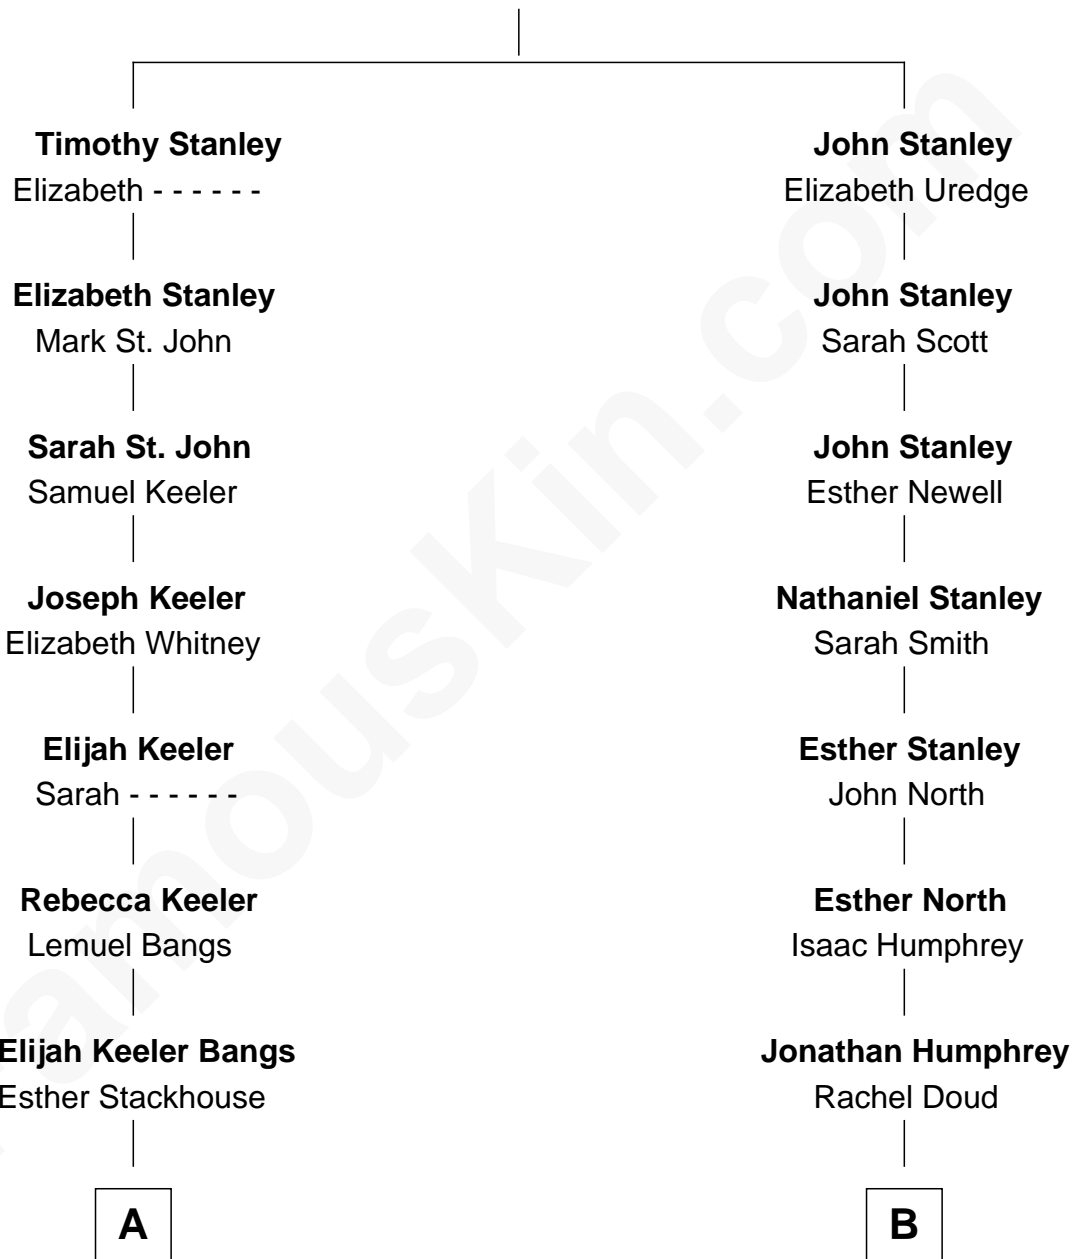 Timothy Stanley
Elizabeth - - - - - -
John Stanley
Elizabeth Uredge
Elizabeth Stanley
Mark St. John
John Stanley
Sarah Scott
Sarah St. John
Samuel Keeler
John Stanley
Esther Newell
Joseph Keeler
Elizabeth Whitney
Nathaniel Stanley
Sarah Smith
Elijah Keeler
Sarah - - - - - -
Esther Stanley
John North
Rebecca Keeler
Lemuel Bangs
Esther North
Isaac Humphrey
Elijah Keeler Bangs
Esther Stackhouse
Jonathan Humphrey
Rachel Doud
A
B
FamousKin.com